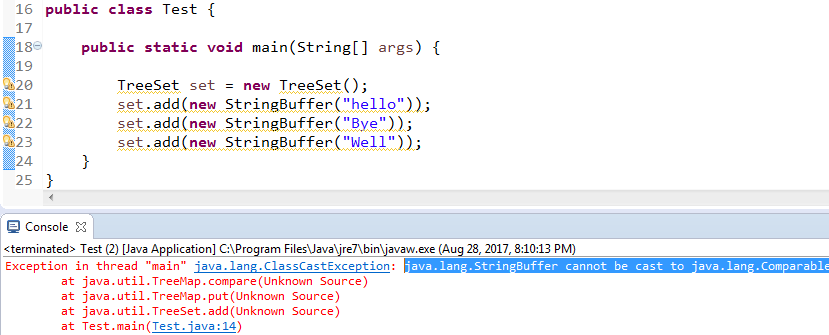 16 public class Test {
17
18 public static void main(String[] args) {
19
20 TreeSet set = new TreeSet();
21 set.add(new StringBuffer("hello"));
22 set.add(new StringBuffer("Bye"));
23 set.add(new StringBuffer("Well"));
24 }
25 }
Console
<terminated> Test (2) [Java Application] C:\Program Files\Java\jre7\bin\javaw.exe (Aug 28, 2017, 8:10:13 PM)
Exception in thread "main" java.lang.ClassCastException: java.lang.StringBuffer cannot be cast to java.lang.Comparable
at java.util.TreeMap.compare(Unknown Source)
at java.util.TreeMap.put(Unknown Source)
at java.util.TreeSet.add(Unknown Source)
at Test.main(Test.java:14)